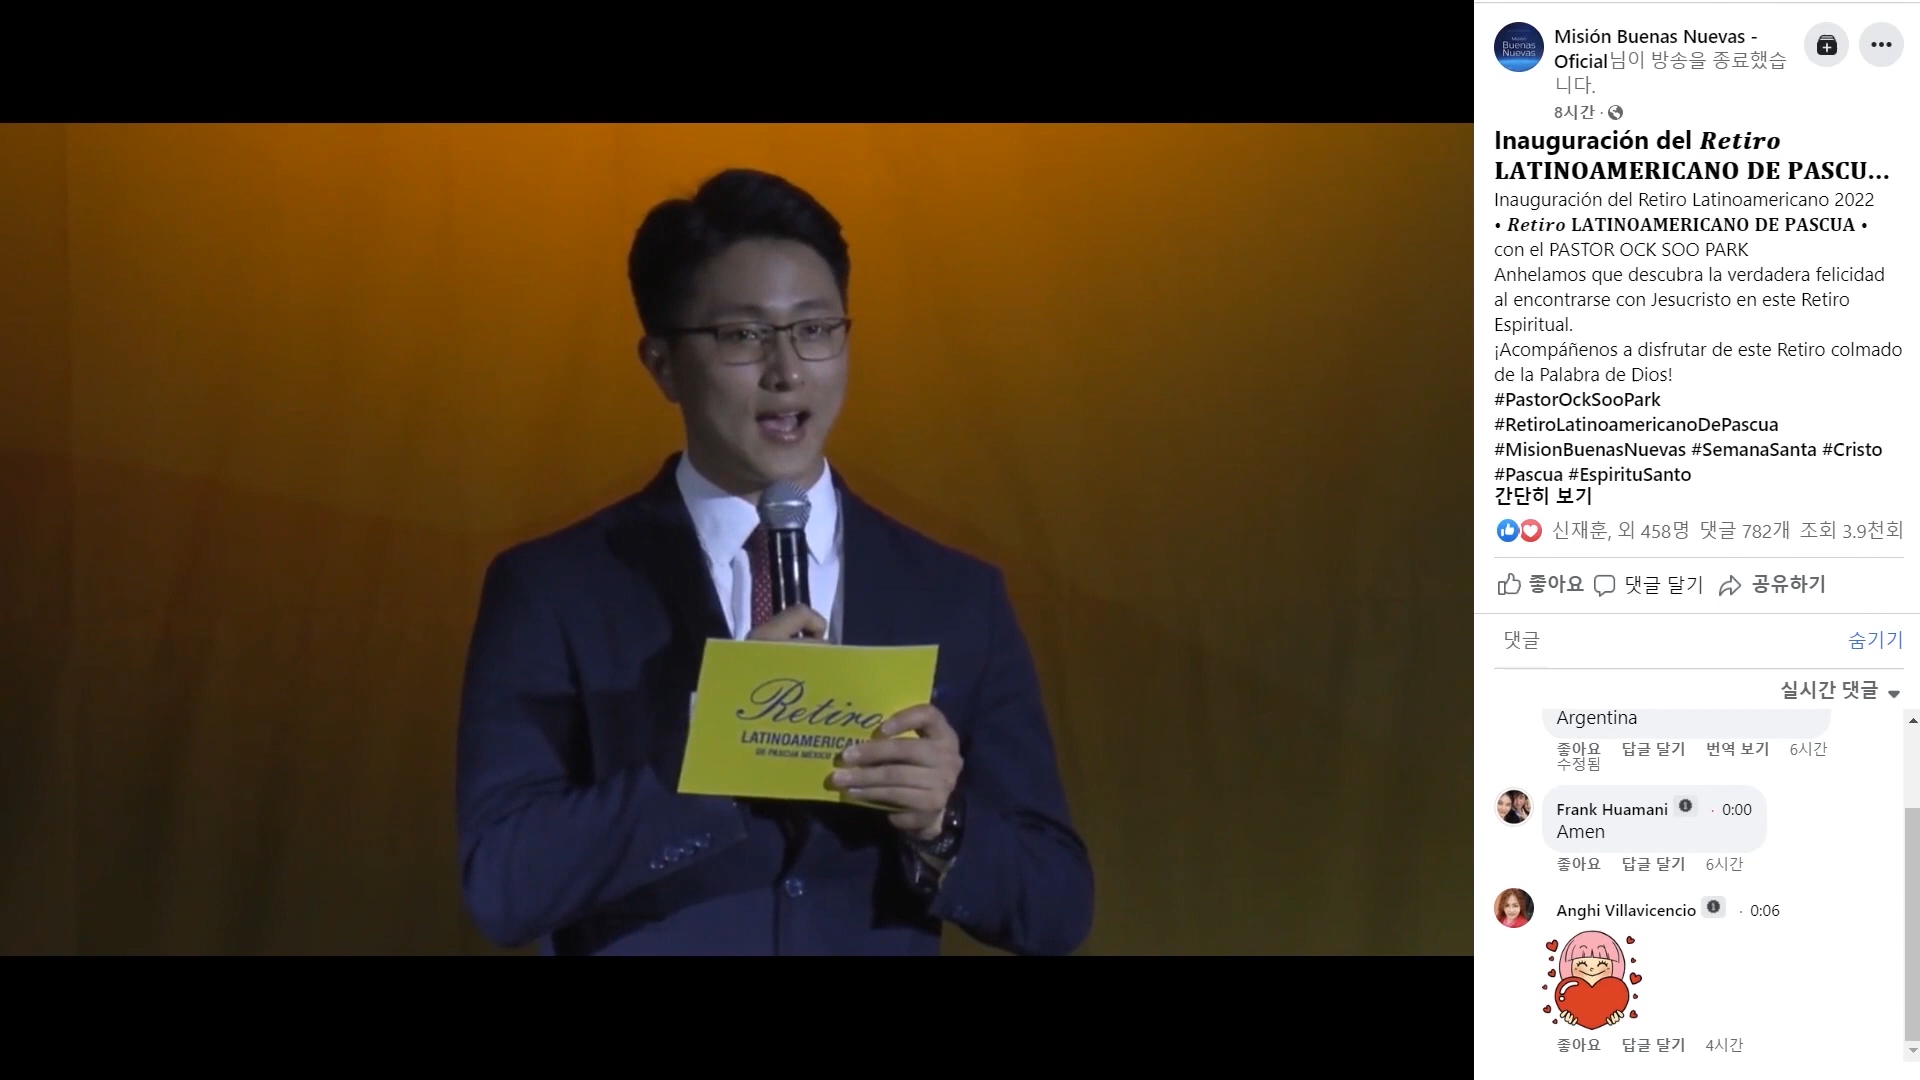 Retiro
LATINOAMERICAN
DE PASCUA MÉXICO
Misión
Buenas
Nuevas
Misión Buenas Nuevas -
Oficial님이 방송을 종료했습
니다.
8시간 ·
Inauguración del Retiro
LATINOAMERICANO DE PASCU...
Inauguración del Retiro Latinoamericano 2022
• Retiro LATINOAMERICANO DE PASCUA •
con el PASTOR OCK SOO PARK
Anhelamos que descubra la verdadera felicidad
al encontrarse con Jesucristo en este Retiro
Espiritual.
¡Acompáñenos a disfrutar de este Retiro colmado
de la Palabra de Dios!
#PastorOckSooPark
#RetiroLatinoamericanoDePascua
#MisionBuenasNuevas #SemanaSanta #Cristo
#Pascua #EspirituSanto
간단히 보기
신재훈, 외 458명 댓글 782개 조회 3.9천회
좋아요 댓글 달기 공유하기
댓글 숨기기
실시간 댓글
Argentina
좋아요 답글 달기 번역 보기 6시간
수정됨
Frank Huamani · 0:00
Amen
좋아요 답글 달기 6시간
Anghi Villavicencio · 0:06
좋아요 답글 달기 4시간